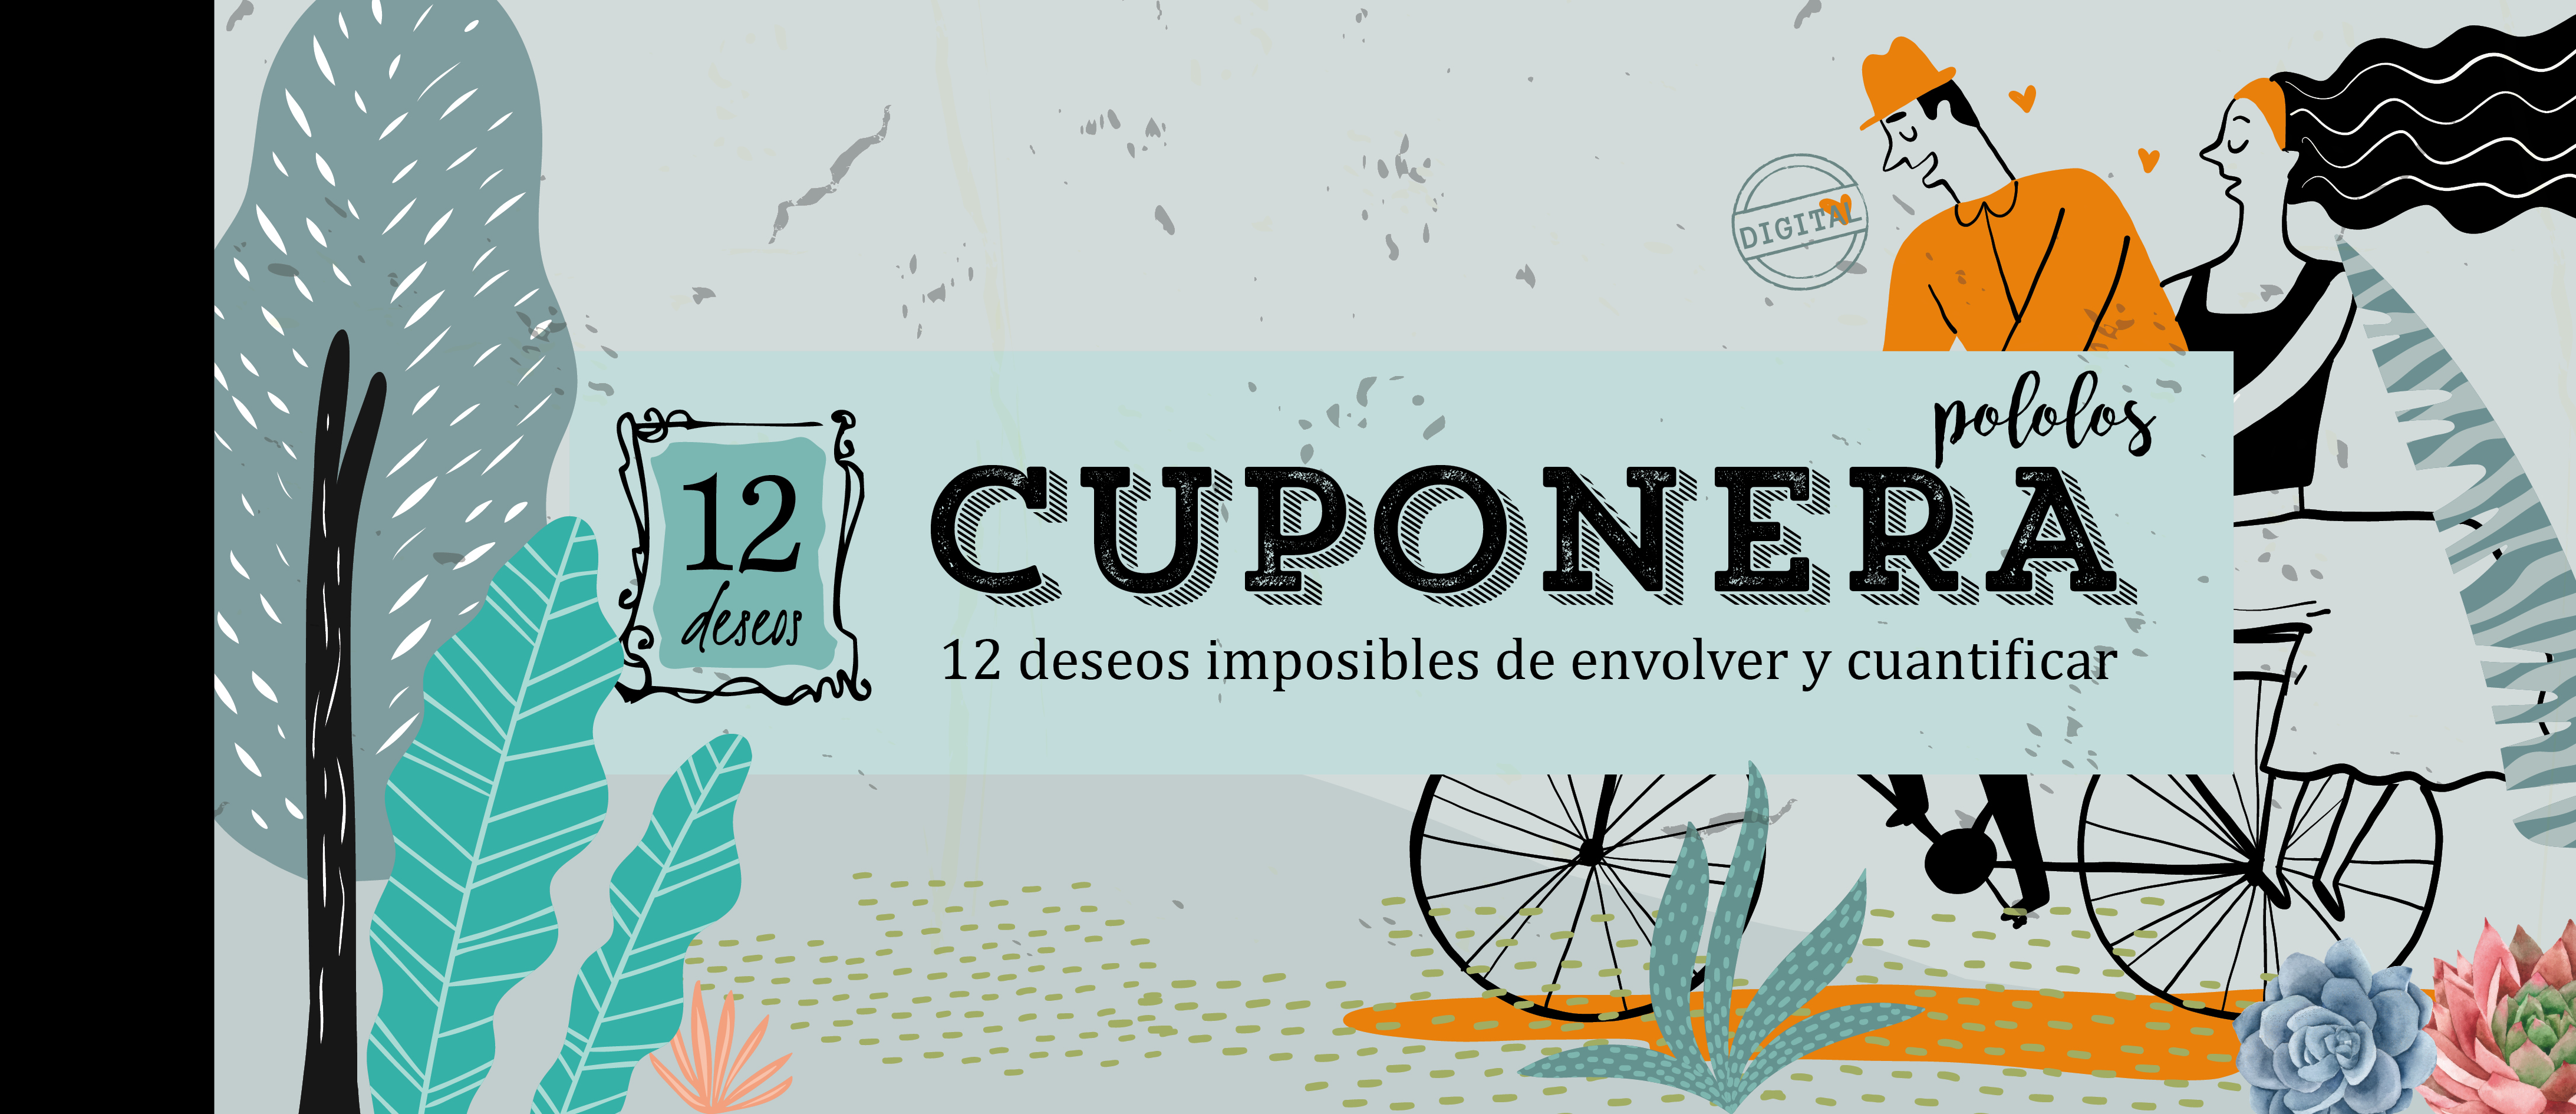 DIGITAL
pololos
12
deseos
CUPONERA
12 deseos imposibles de envolver y cuantificar